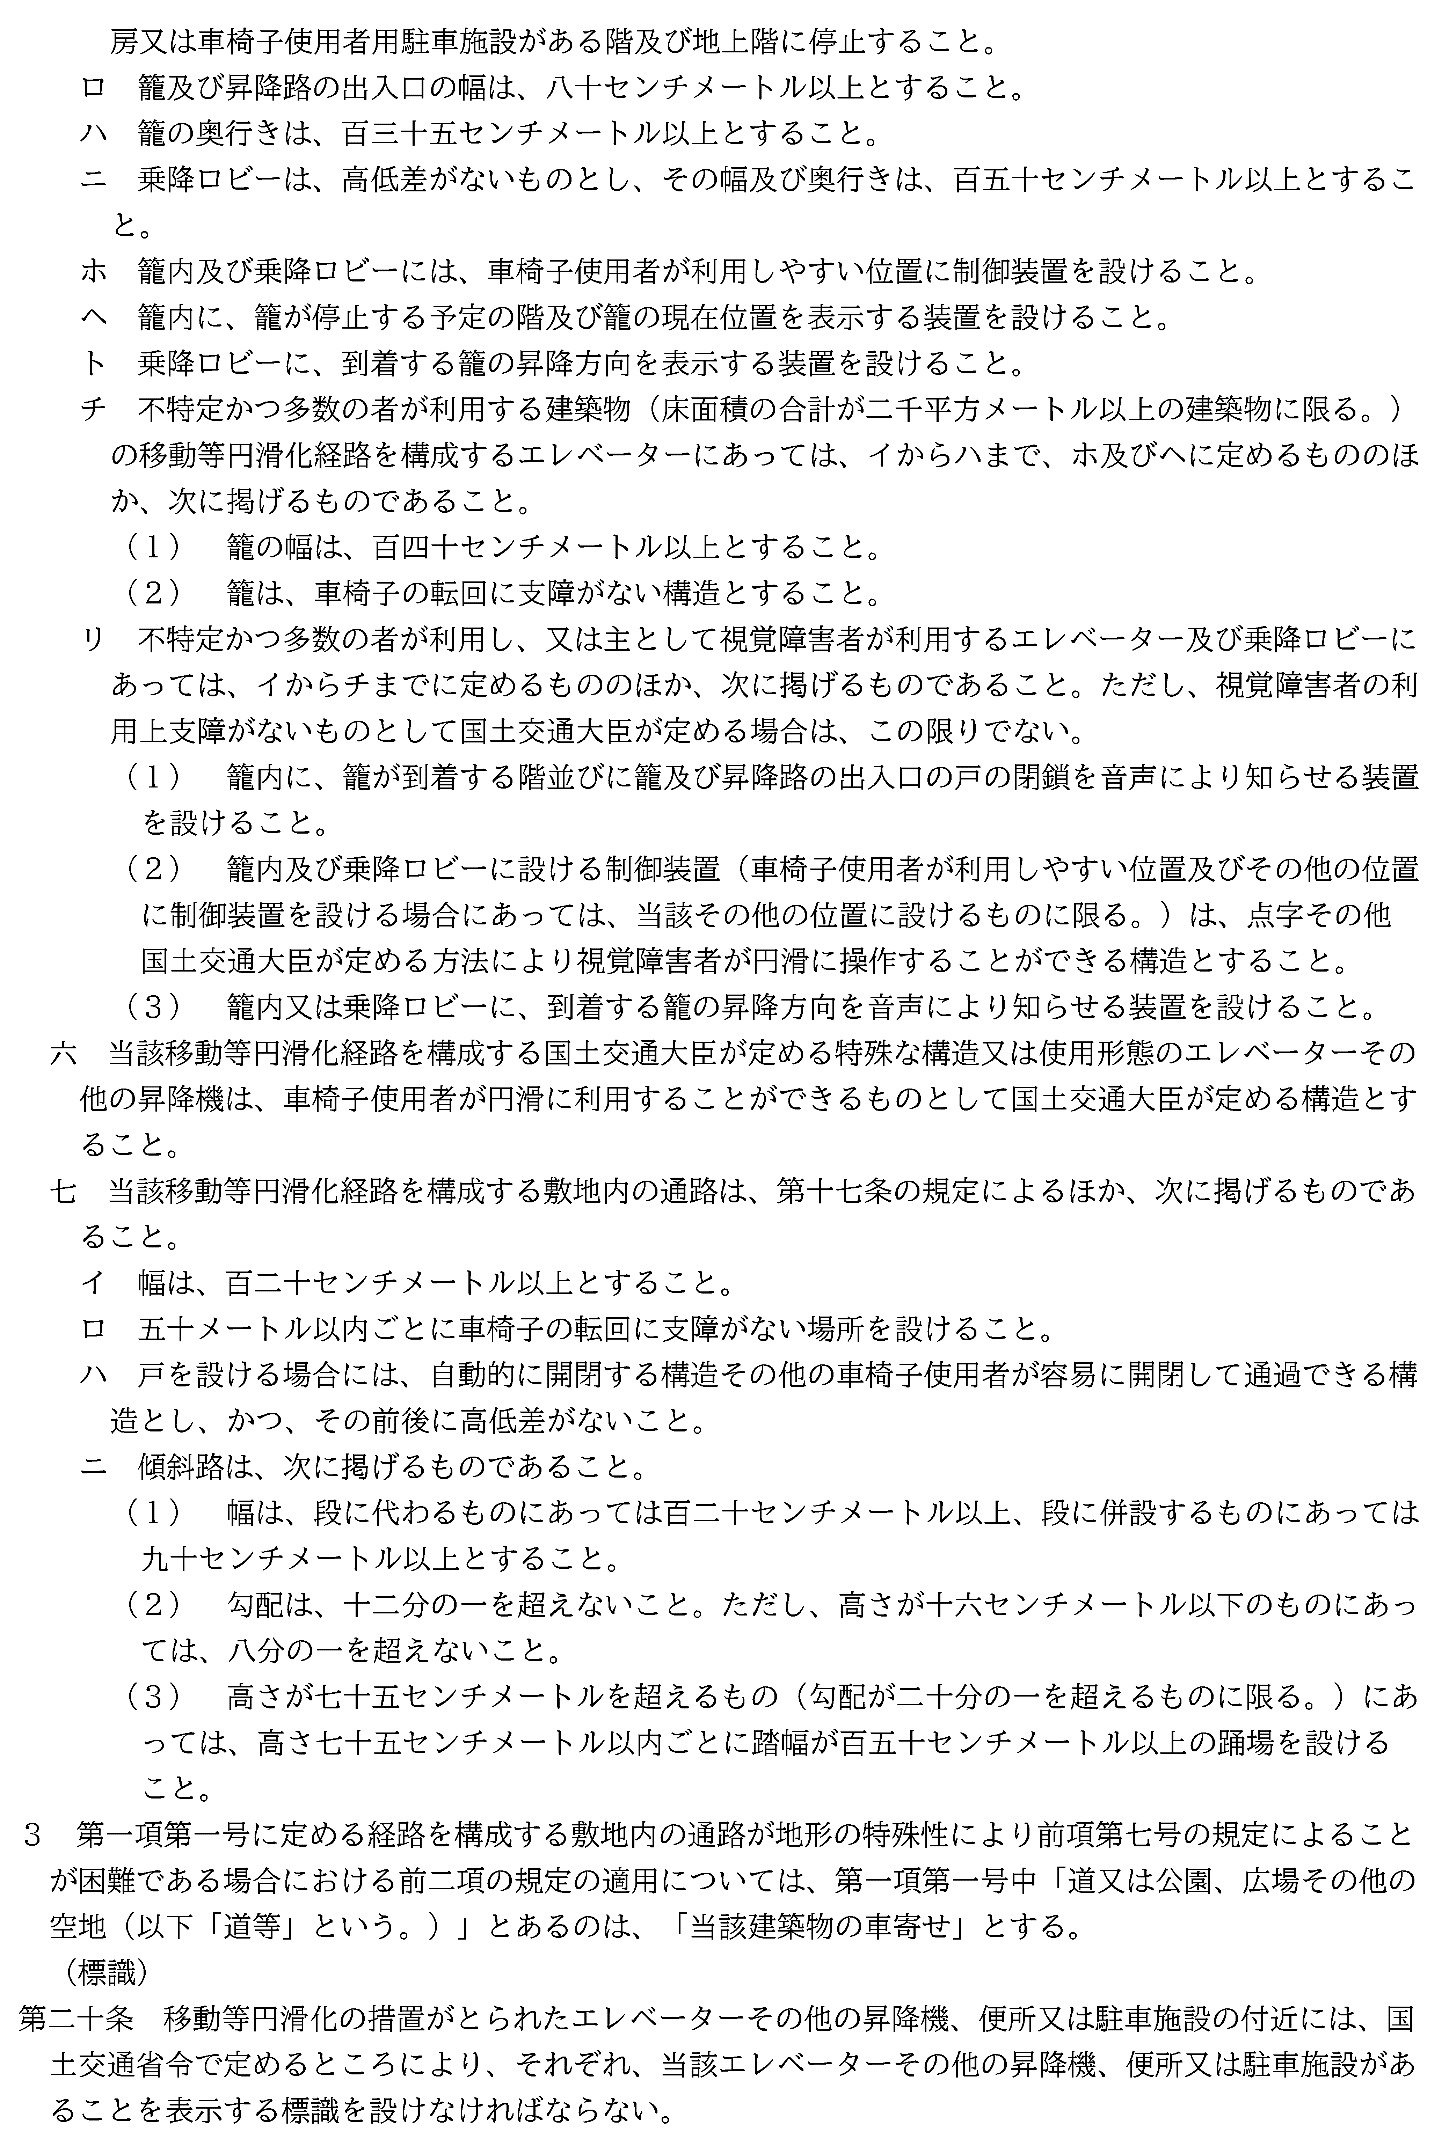 房又は車椅子使用者用駐車施設がある階及び地上階に停止すること。
ロ　籠及び昇降路の出入口の幅は、八十センチメートル以上とすること。
ハ　籠の奥行きは、百三十五センチメートル以上とすること。
ニ　乗降ロビーは、高低差がないものとし、その幅及び奥行きは、百五十センチメートル以上とするこ
と。
ホ　籠内及び乗降ロビーには、車椅子使用者が利用しやすい位置に制御装置を設けること。
ヘ　籠内に、籠が停止する予定の階及び籠の現在位置を表示する装置を設けること。
ト　乗降ロビーに、到着する籠の昇降方向を表示する装置を設けること。
チ　不特定かつ多数の者が利用する建築物（床面積の合計が二千平方メートル以上の建築物に限る。）
の移動等円滑化経路を構成するエレベーターにあっては、イからハまで、ホ及びヘに定めるもののほ
か、次に掲げるものであること。
（１）　籠の幅は、百四十センチメートル以上とすること。
（２）　籠は、車椅子の転回に支障がない構造とすること。
リ　不特定かつ多数の者が利用し、又は主として視覚障害者が利用するエレベーター及び乗降ロビーに
あっては、イからチまでに定めるもののほか、次に掲げるものであること。ただし、視覚障害者の利
用上支障がないものとして国土交通大臣が定める場合は、この限りでない。
（１）　籠内に、籠が到着する階並びに籠及び昇降路の出入口の戸の閉鎖を音声により知らせる装置
を設けること。
（２）　籠内及び乗降ロビーに設ける制御装置（車椅子使用者が利用しやすい位置及びその他の位置
に制御装置を設ける場合にあっては、当該その他の位置に設けるものに限る。）は、点字その他
国土交通大臣が定める方法により視覚障害者が円滑に操作することができる構造とすること。
（３）　籠内又は乗降ロビーに、到着する籠の昇降方向を音声により知らせる装置を設けること。
六　当該移動等円滑化経路を構成する国土交通大臣が定める特殊な構造又は使用形態のエレベーターその
他の昇降機は、車椅子使用者が円滑に利用することができるものとして国土交通大臣が定める構造とす
ること。
七　当該移動等円滑化経路を構成する敷地内の通路は、第十七条の規定によるほか、次に掲げるものであ
ること。
イ　幅は、百二十センチメートル以上とすること。
ロ　五十メートル以内ごとに車椅子の転回に支障がない場所を設けること。
ハ　戸を設ける場合には、自動的に開閉する構造その他の車椅子使用者が容易に開閉して通過できる構
造とし、かつ、その前後に高低差がないこと。
ニ　傾斜路は、次に掲げるものであること。
（１）　幅は、段に代わるものにあっては百二十センチメートル以上、段に併設するものにあっては
九十センチメートル以上とすること。
（２）　勾配は、十二分の一を超えないこと。ただし、高さが十六センチメートル以下のものにあっ
ては、八分の一を超えないこと。
（３）　高さが七十五センチメートルを超えるもの（勾配が二十分の一を超えるものに限る。）にあ
っては、高さ七十五センチメートル以内ごとに踏幅が百五十センチメートル以上の踊場を設ける
こと。
３　第一項第一号に定める経路を構成する敷地内の通路が地形の特殊性により前項第七号の規定によること
が困難である場合における前二項の規定の適用については、第一項第一号中「道又は公園、広場その他の
空地（以下「道等」という。）」とあるのは、「当該建築物の車寄せ」とする。
（標識）
第二十条　移動等円滑化の措置がとられたエレベーターその他の昇降機、便所又は駐車施設の付近には、国
土交通省令で定めるところにより、それぞれ、当該エレベーターその他の昇降機、便所又は駐車施設があ
ることを表示する標識を設けなければならない。